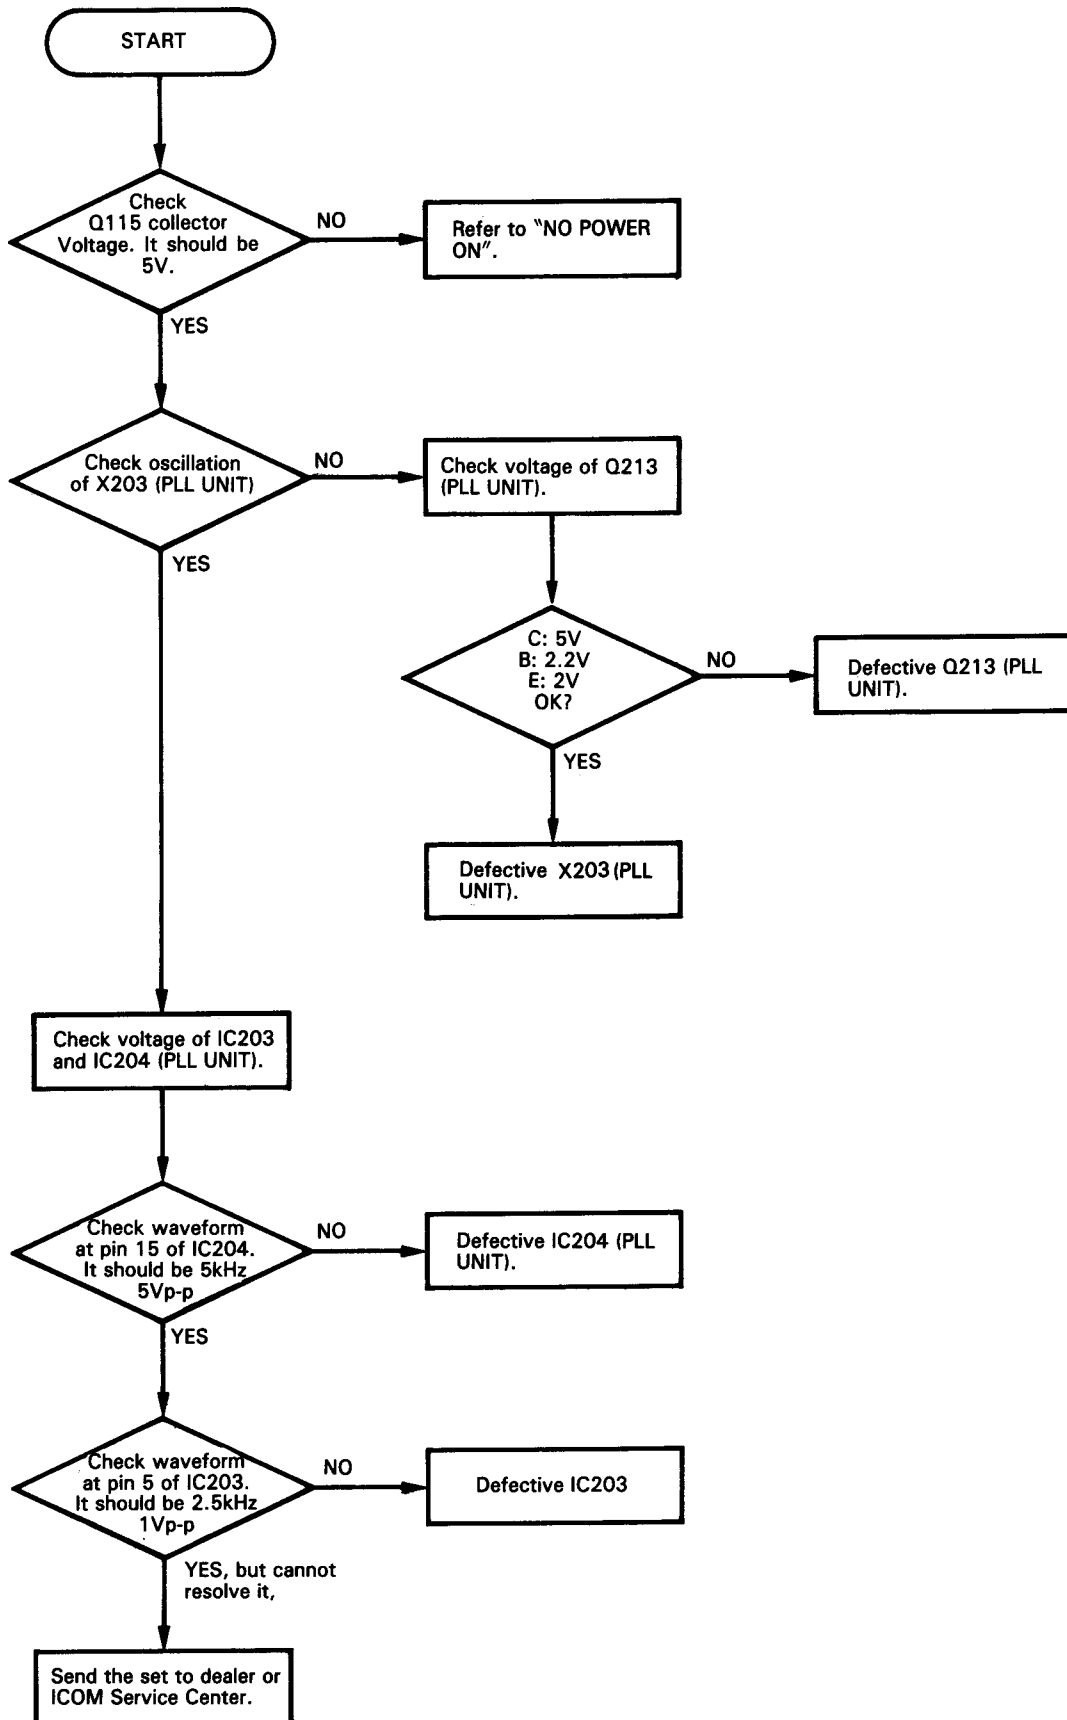 START
Check
Q115 collector
Voltage. It should be
5V.
NO
Refer to "NO POWER
ON".
YES
Check oscillation
of X203 (PLL UNIT)
NO
Check voltage of Q213
(PLL UNIT).
YES
C: 5V
B: 2.2V
E: 2V
OK?
NO
Defective Q213 (PLL
UNIT).
YES
Defective X203 (PLL
UNIT).
Check voltage of IC203
and IC204 (PLL UNIT).
Check waveform
at pin 15 of IC204.
It should be 5kHz
5Vp-p
NO
Defective IC204 (PLL
UNIT).
YES
Check waveform
at pin 5 of IC203.
It should be 2.5kHz
1Vp-p
NO
Defective IC203
YES, but cannot
resolve it,
Send the set to dealer or
ICOM Service Center.